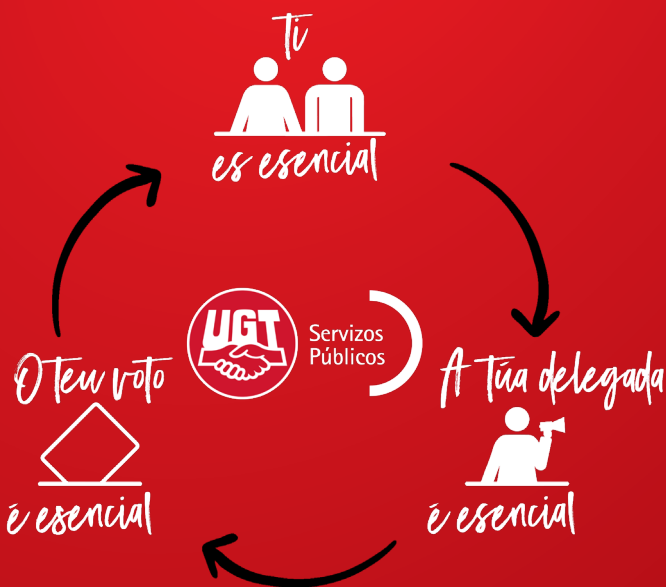 Ti
es esencial
UGT
Servizos
Públicos
O teu voto
é esencial
A túa delegada
é esencial